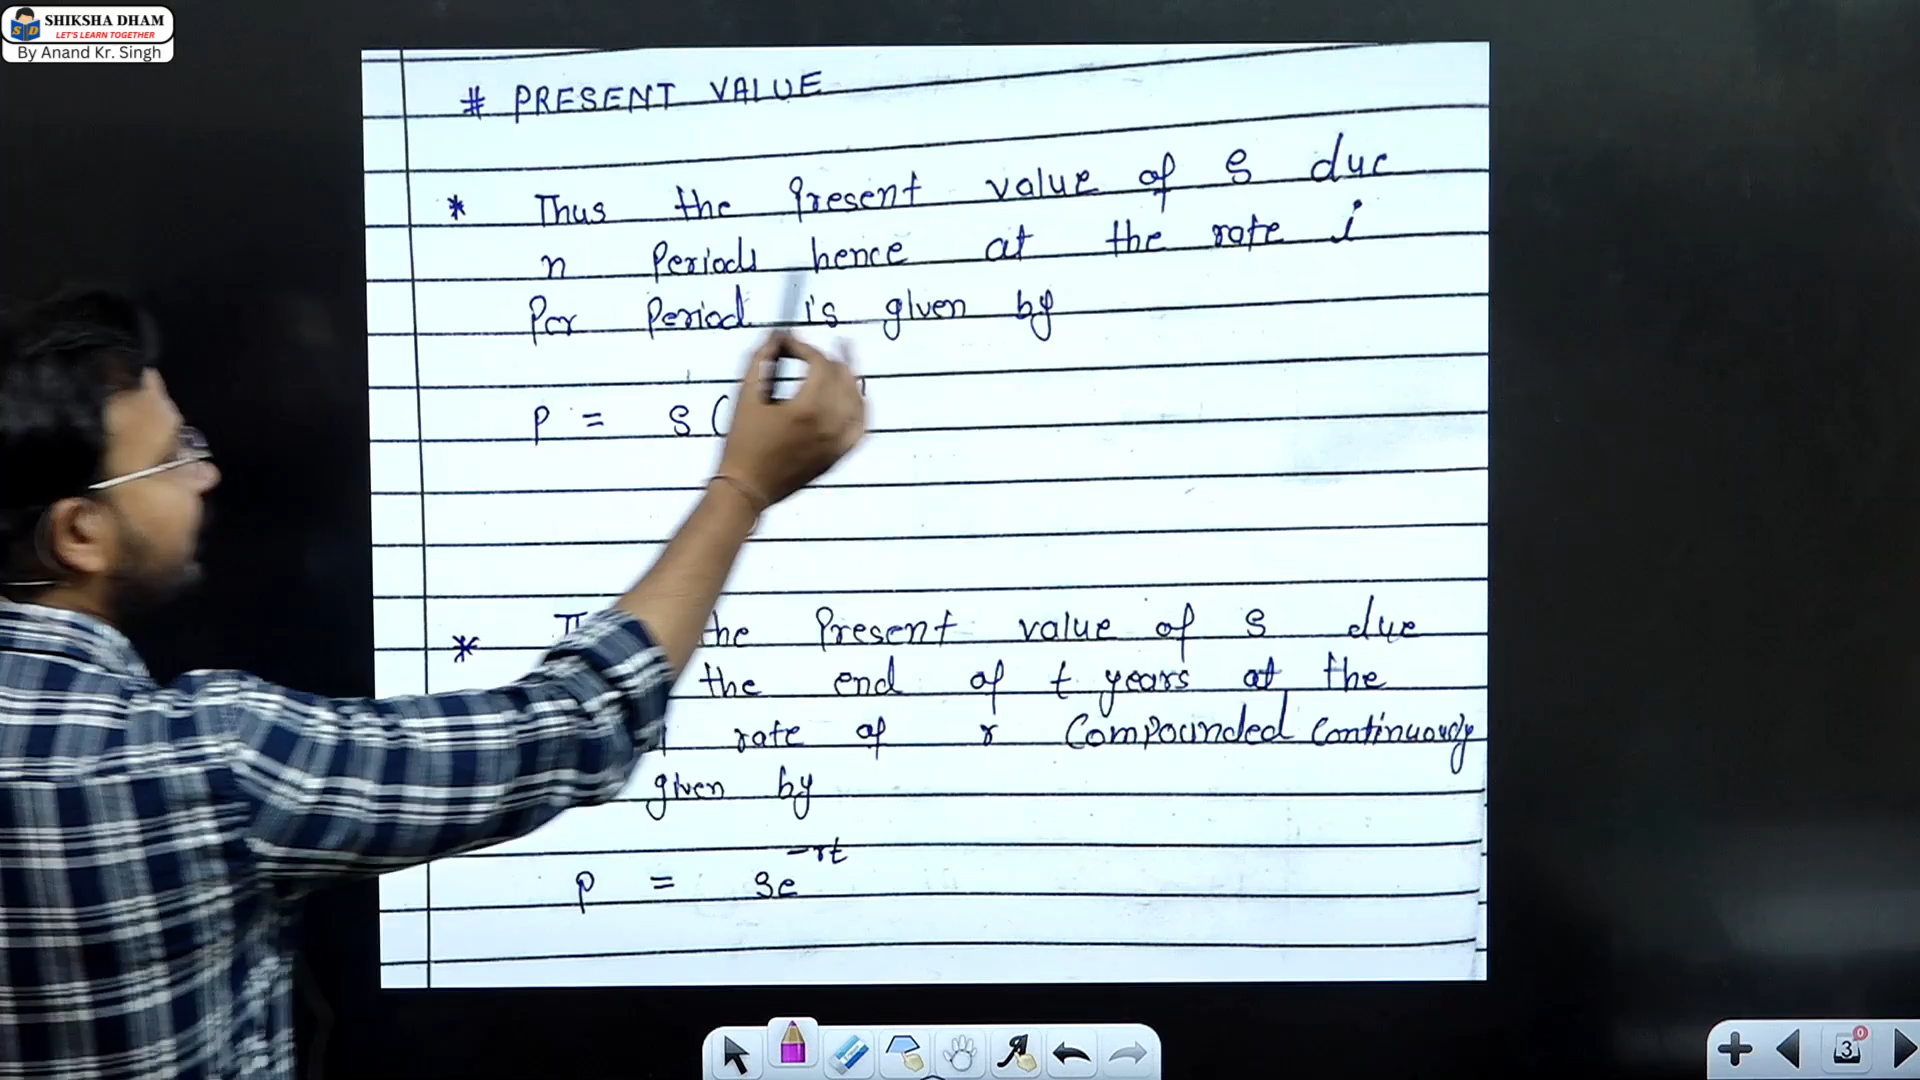 SHIKSHA DHAM
LET'S LEARN TOGETHER
By Anand Kr. Singh
# PRESENT VALUE
* Thus the Present value of S due
n Periods hence at the rate i
Per Period is given by
P = S (
* the Present value of S due
the end of t years at the
rate of r Compounded Continuously
given by
P = Se^-rt
3
0